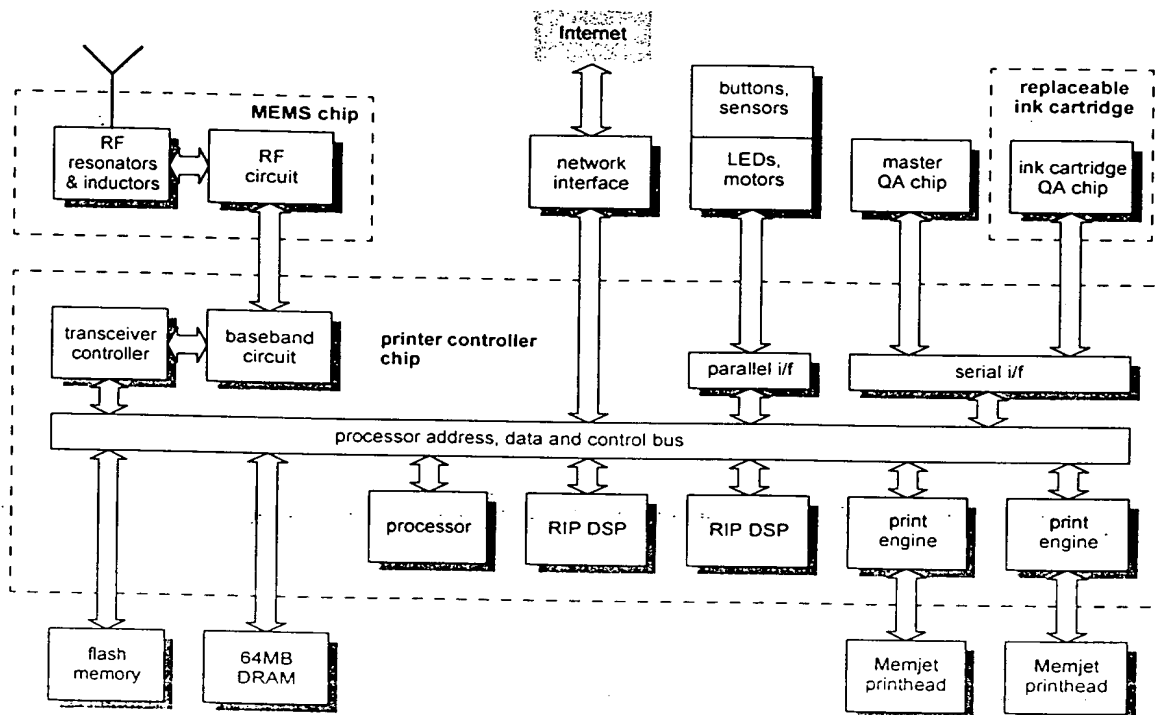 Internet
MEMS chip
RF
resonators
& inductors
RF
circuit
network
interface
buttons,
sensors
LEDs,
motors
master
QA chip
replaceable
ink cartridge
ink cartridge
QA chip
transceiver
controller
baseband
circuit
printer controller
chip
parallel i/f
serial i/f
processor address, data and control bus
processor
RIP DSP
RIP DSP
print
engine
print
engine
flash
memory
64MB
DRAM
Memjet
printhead
Memjet
printhead